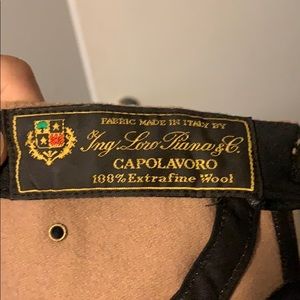 FABRIC MADE IN ITALY BY
Ing. Loro Piana & C.
CAPOLAVORO
100% Extrafine Wool